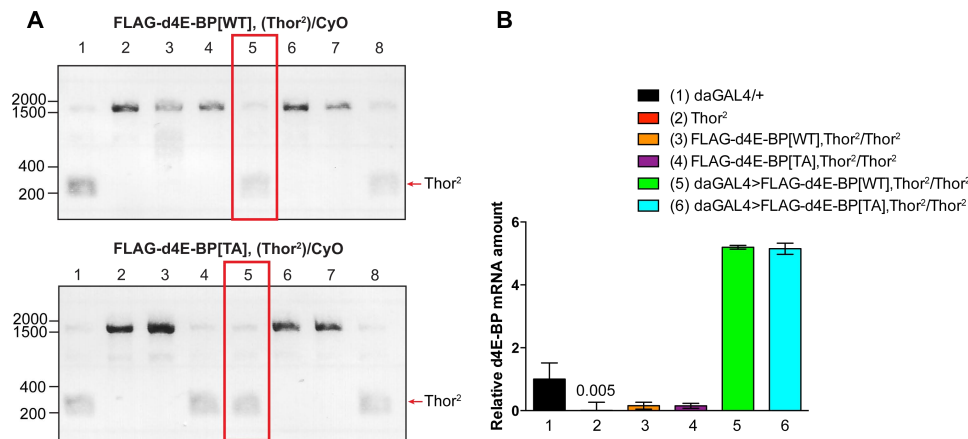 A
FLAG-d4E-BP[WT], (Thor²)/CyO
1 2 3 4 5 6 7 8
2000
1500
400
200
Thor²
FLAG-d4E-BP[TA], (Thor²)/CyO
1 2 3 4 5 6 7 8
2000
1500
400
200
Thor²
B
(1) daGAL4/+
(2) Thor²
(3) FLAG-d4E-BP[WT],Thor²/Thor²
(4) FLAG-d4E-BP[TA],Thor²/Thor²
(5) daGAL4>FLAG-d4E-BP[WT],Thor²/Thor²
(6) daGAL4>FLAG-d4E-BP[TA],Thor²/Thor²
Relative d4E-BP mRNA amount
6
4
2
0
0.005
1 2 3 4 5 6